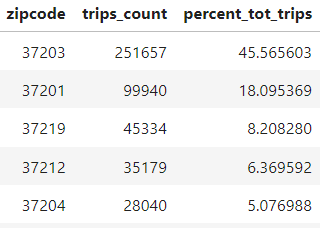 zipcode trips_count percent_tot_trips
37203 251657 45.565603
37201 99940 18.095369
37219 45334 8.208280
37212 35179 6.369592
37204 28040 5.076988